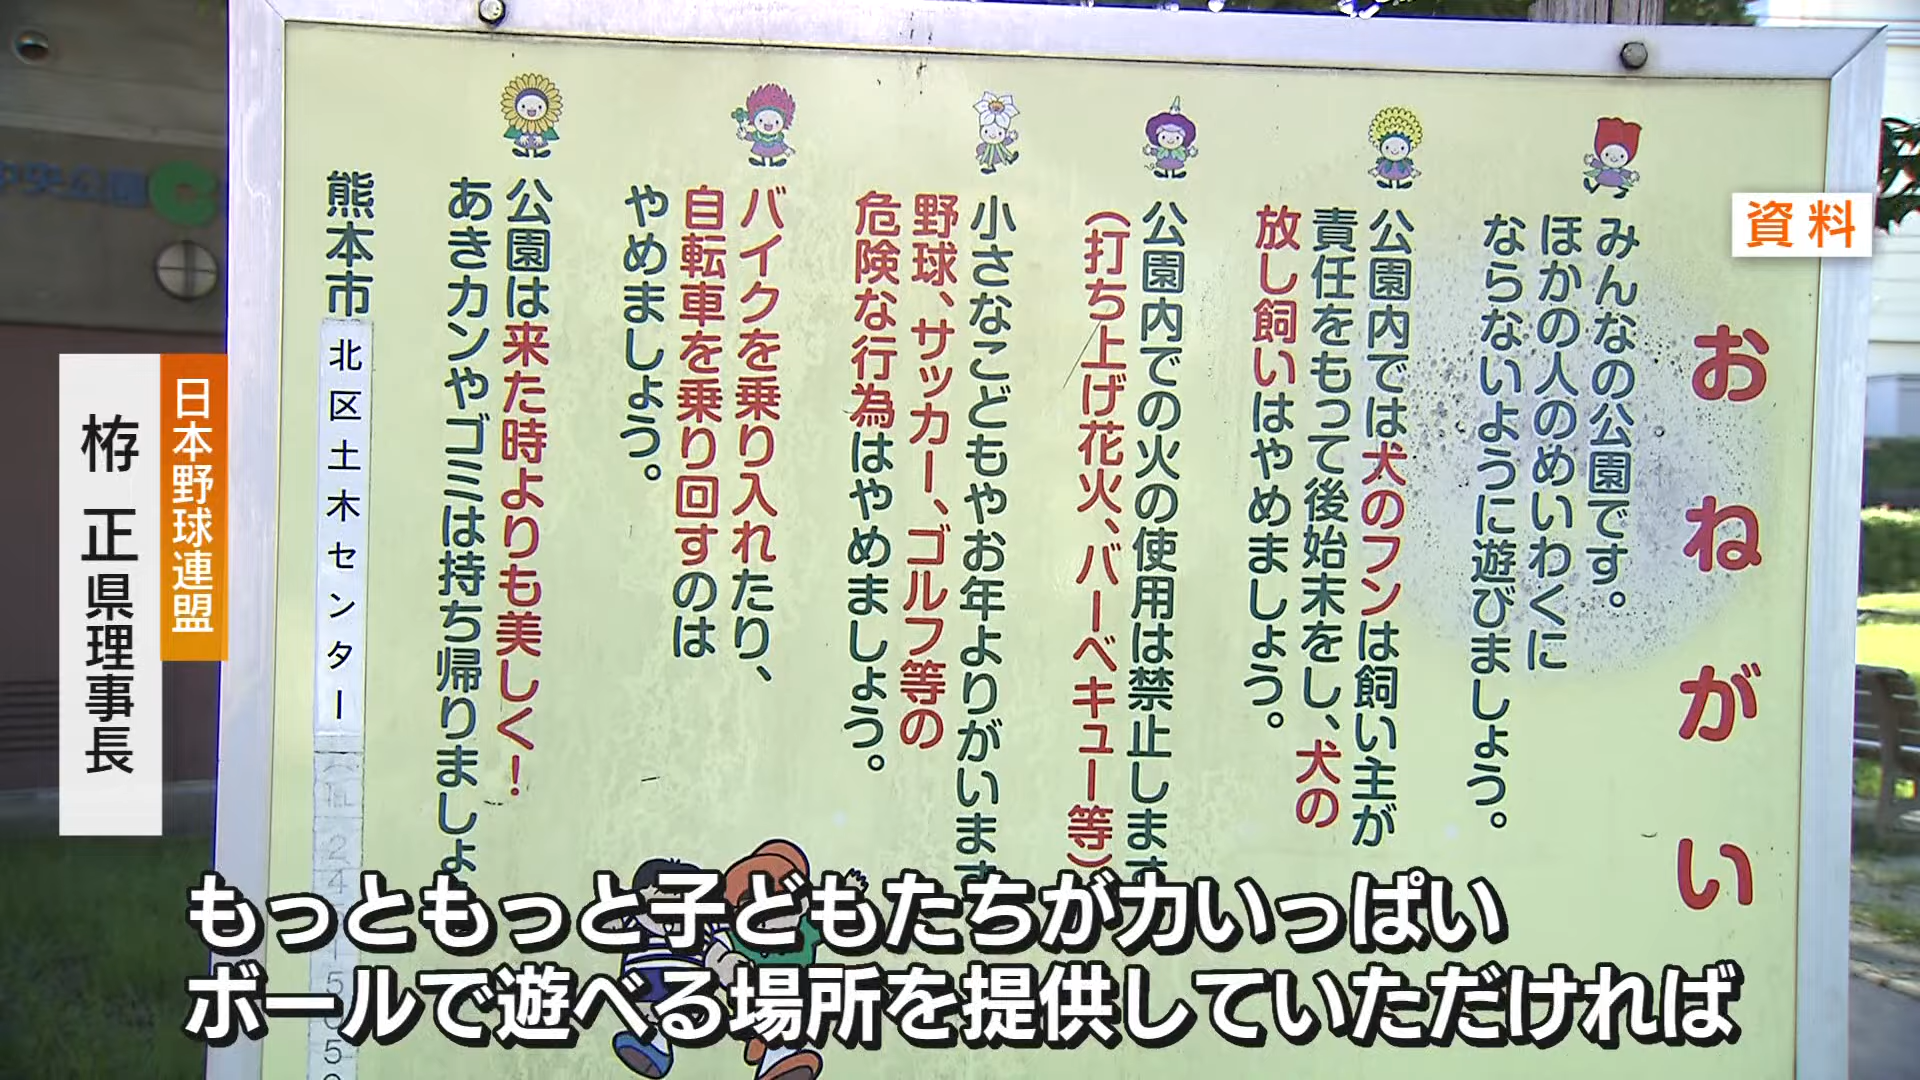 おねがい
みんなの公園です。
ほかの人のめいわくに
ならないように遊びましょう。
公園内では犬のフンは飼い主が
責任をもって後始末をし、犬の
放し飼いはやめましょう。
公園内での火の使用は禁止します
(打ち上げ花火、バーベキュー等)
小さなこどもやお年よりがいます
野球、サッカー、ゴルフ等の
危険な行為はやめましょう。
バイクを乗り入れたり、
自転車を乗り回すのは
やめましょう。
公園は来た時よりも美しく!
あきカンやゴミは持ち帰りましょ
熊本市北区土木センター
中央公園
資料
日本野球連盟
栫 正県理事長
もっともっと子どもたちが力いっぱい
ボールで遊べる場所を提供していただければ